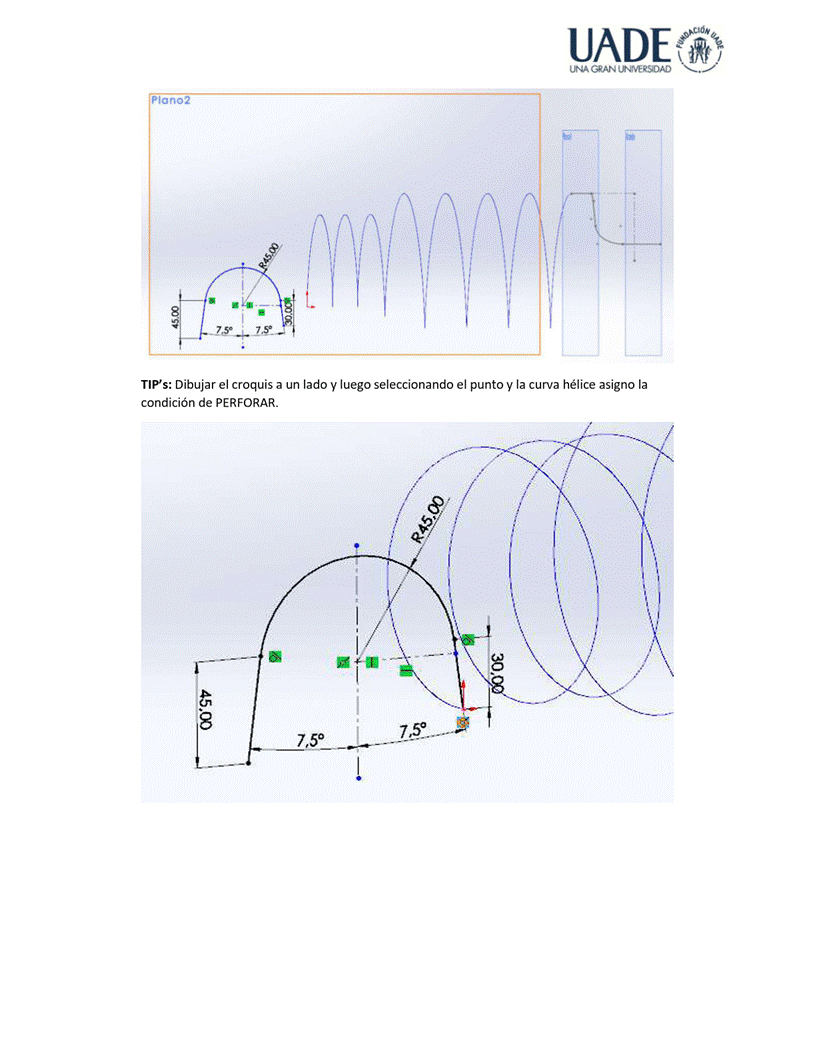 UADE
UNA GRAN UNIVERSIDAD
FUNDACIÓN UADE
Plano2
R45,00
45,00
7,5°
7,5°
30,00
TIP's: Dibujar el croquis a un lado y luego seleccionando el punto y la curva hélice asigno la
condición de PERFORAR.
R45,00
45,00
7,5°
7,5°
30,00